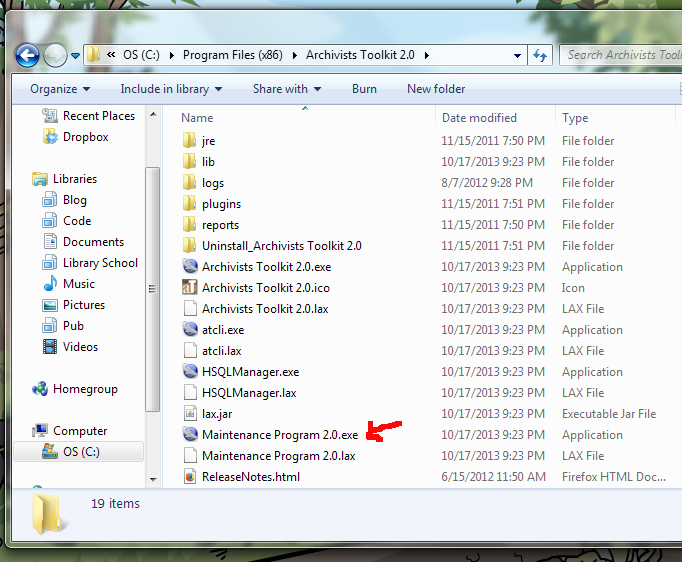 « OS (C:) Program Files (x86) Archivists Toolkit 2.0 Search Archivists Tool
Organize Include in library Share with Burn New folder
Recent Places
Dropbox
Libraries
Blog
Code
Documents
Library School
Music
Pictures
Pub
Videos
Homegroup
Computer
OS (C:)
Name Date modified Type
jre 11/15/2011 7:50 PM File folder
lib 10/17/2013 9:23 PM File folder
logs 8/7/2012 9:28 PM File folder
plugins 11/15/2011 7:51 PM File folder
reports 11/15/2011 7:50 PM File folder
Uninstall_Archivists Toolkit 2.0 11/15/2011 7:51 PM File folder
Archivists Toolkit 2.0.exe 10/17/2013 9:23 PM Application
Archivists Toolkit 2.0.ico 10/17/2013 9:23 PM Icon
Archivists Toolkit 2.0.lax 10/17/2013 9:23 PM LAX File
atcli.exe 10/17/2013 9:23 PM Application
atcli.lax 10/17/2013 9:23 PM LAX File
HSQLManager.exe 10/17/2013 9:23 PM Application
HSQLManager.lax 10/17/2013 9:23 PM LAX File
lax.jar 10/17/2013 9:23 PM Executable Jar File
Maintenance Program 2.0.exe 10/17/2013 9:23 PM Application
Maintenance Program 2.0.lax 10/17/2013 9:23 PM LAX File
ReleaseNotes.html 6/15/2012 11:50 AM Firefox HTML Doc...
19 items